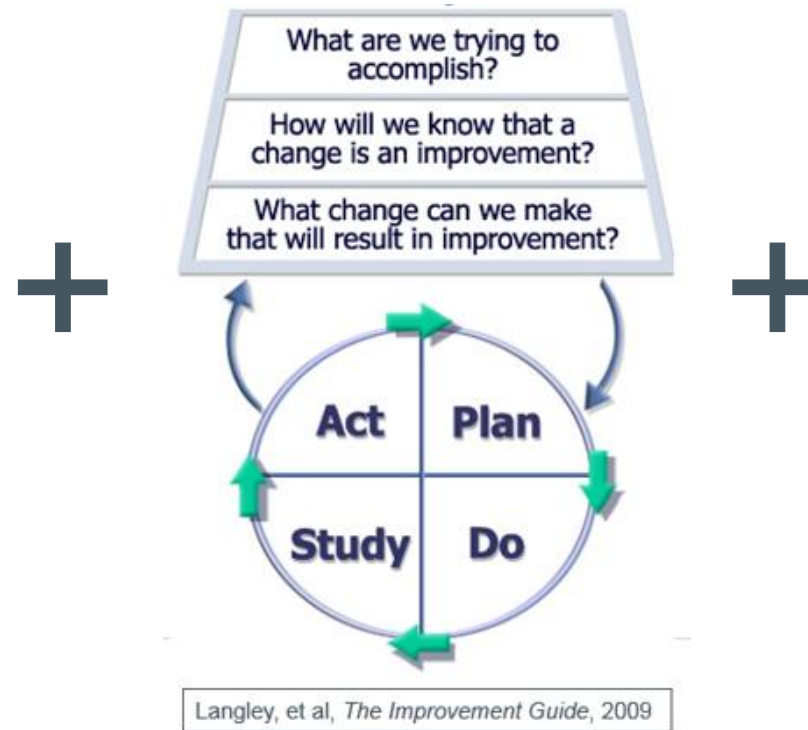 What are we trying to
accomplish?
How will we know that a
change is an improvement?
What change can we make
that will result in improvement?
Act
Plan
Study
Do
Langley, et al, The Improvement Guide, 2009